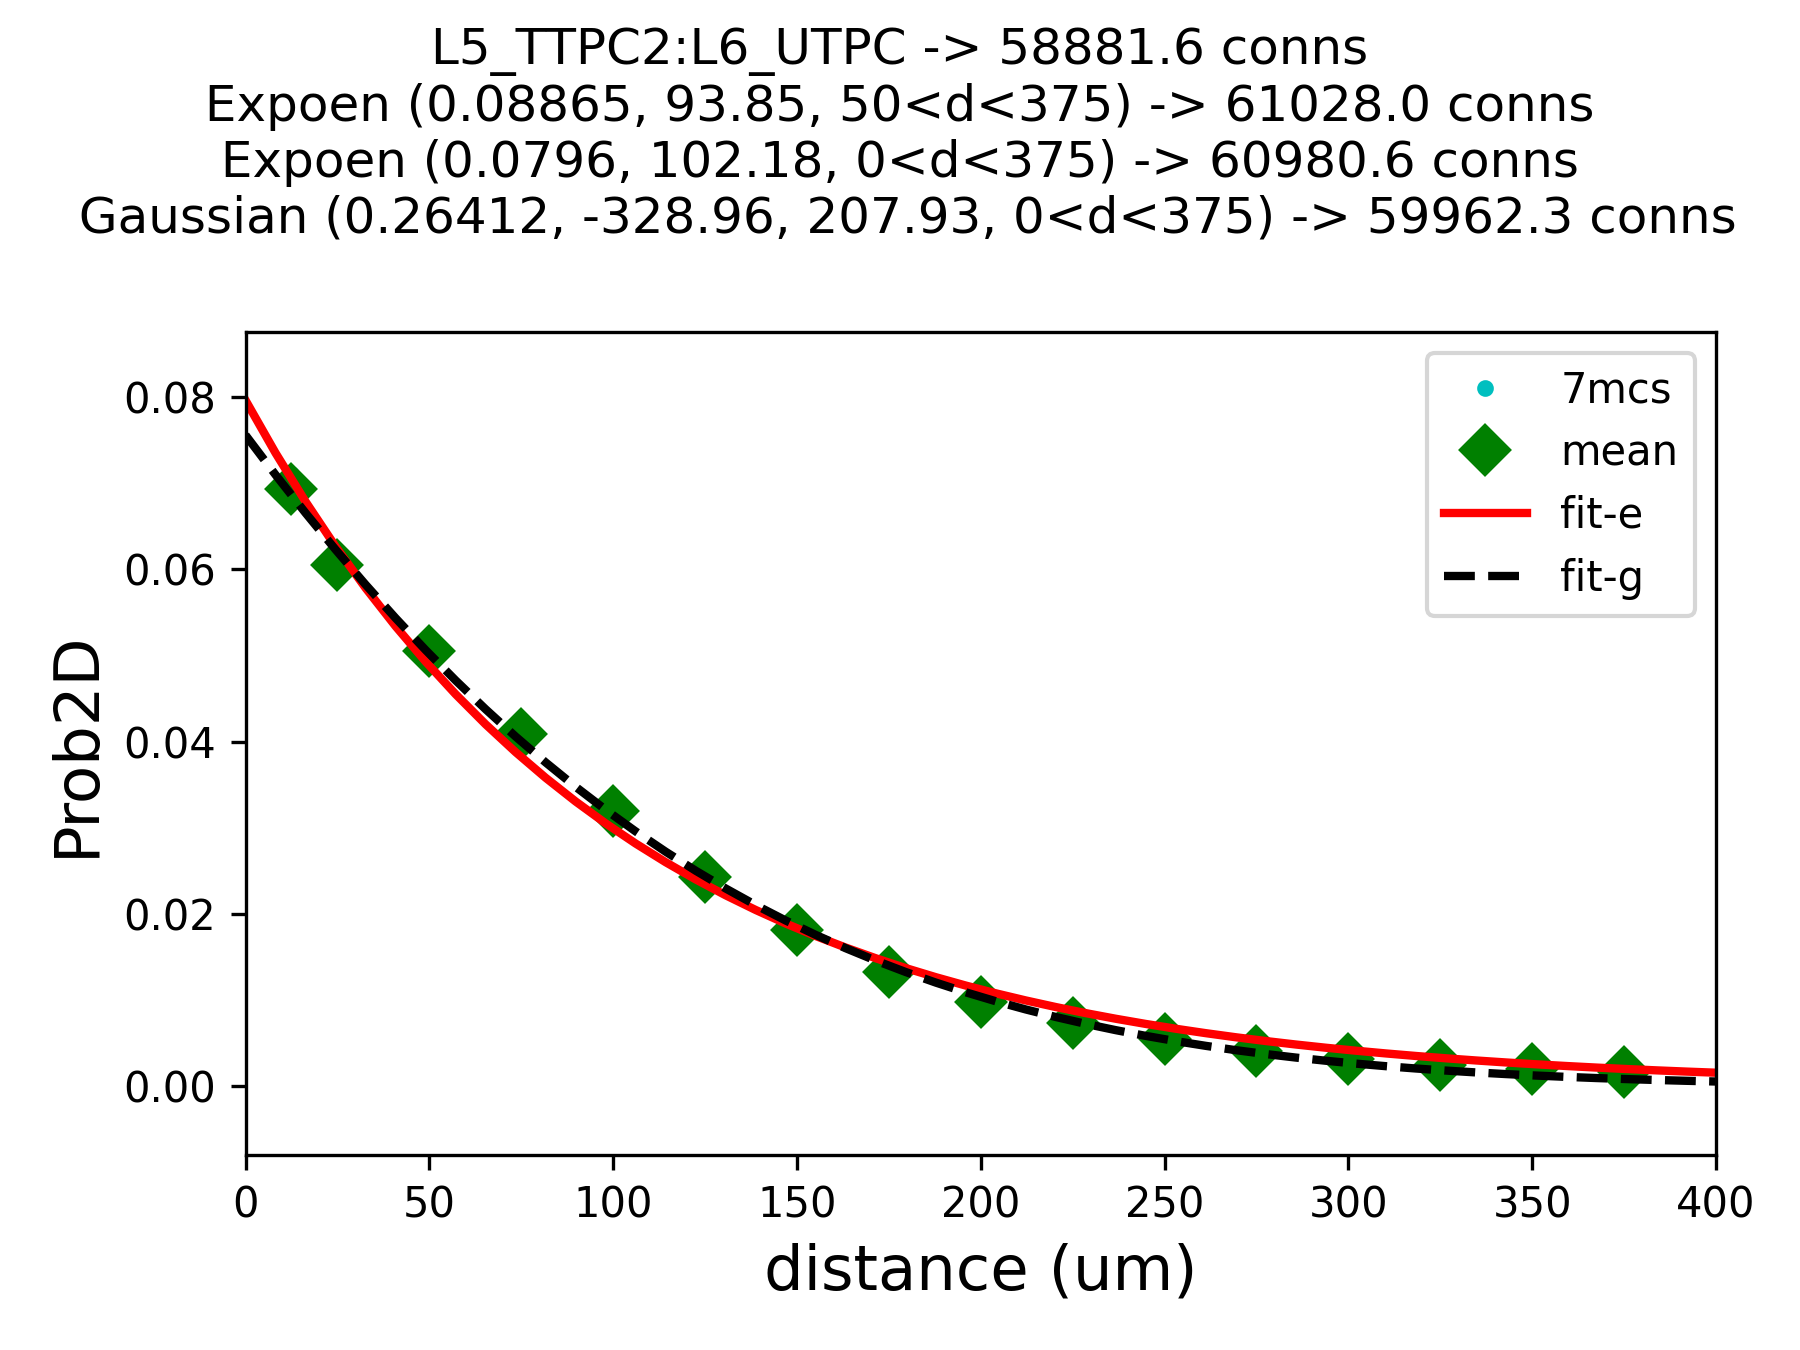 L5_TTPC2:L6_UTPC -> 58881.6 conns
Expoen (0.08865, 93.85, 50<d<375) -> 61028.0 conns
Expoen (0.0796, 102.18, 0<d<375) -> 60980.6 conns
Gaussian (0.26412, -328.96, 207.93, 0<d<375) -> 59962.3 conns
7mcs
mean
fit-e
fit-g
Prob2D
0.08
0.06
0.04
0.02
0.00
0 50 100 150 200 250 300 350 400
distance (um)